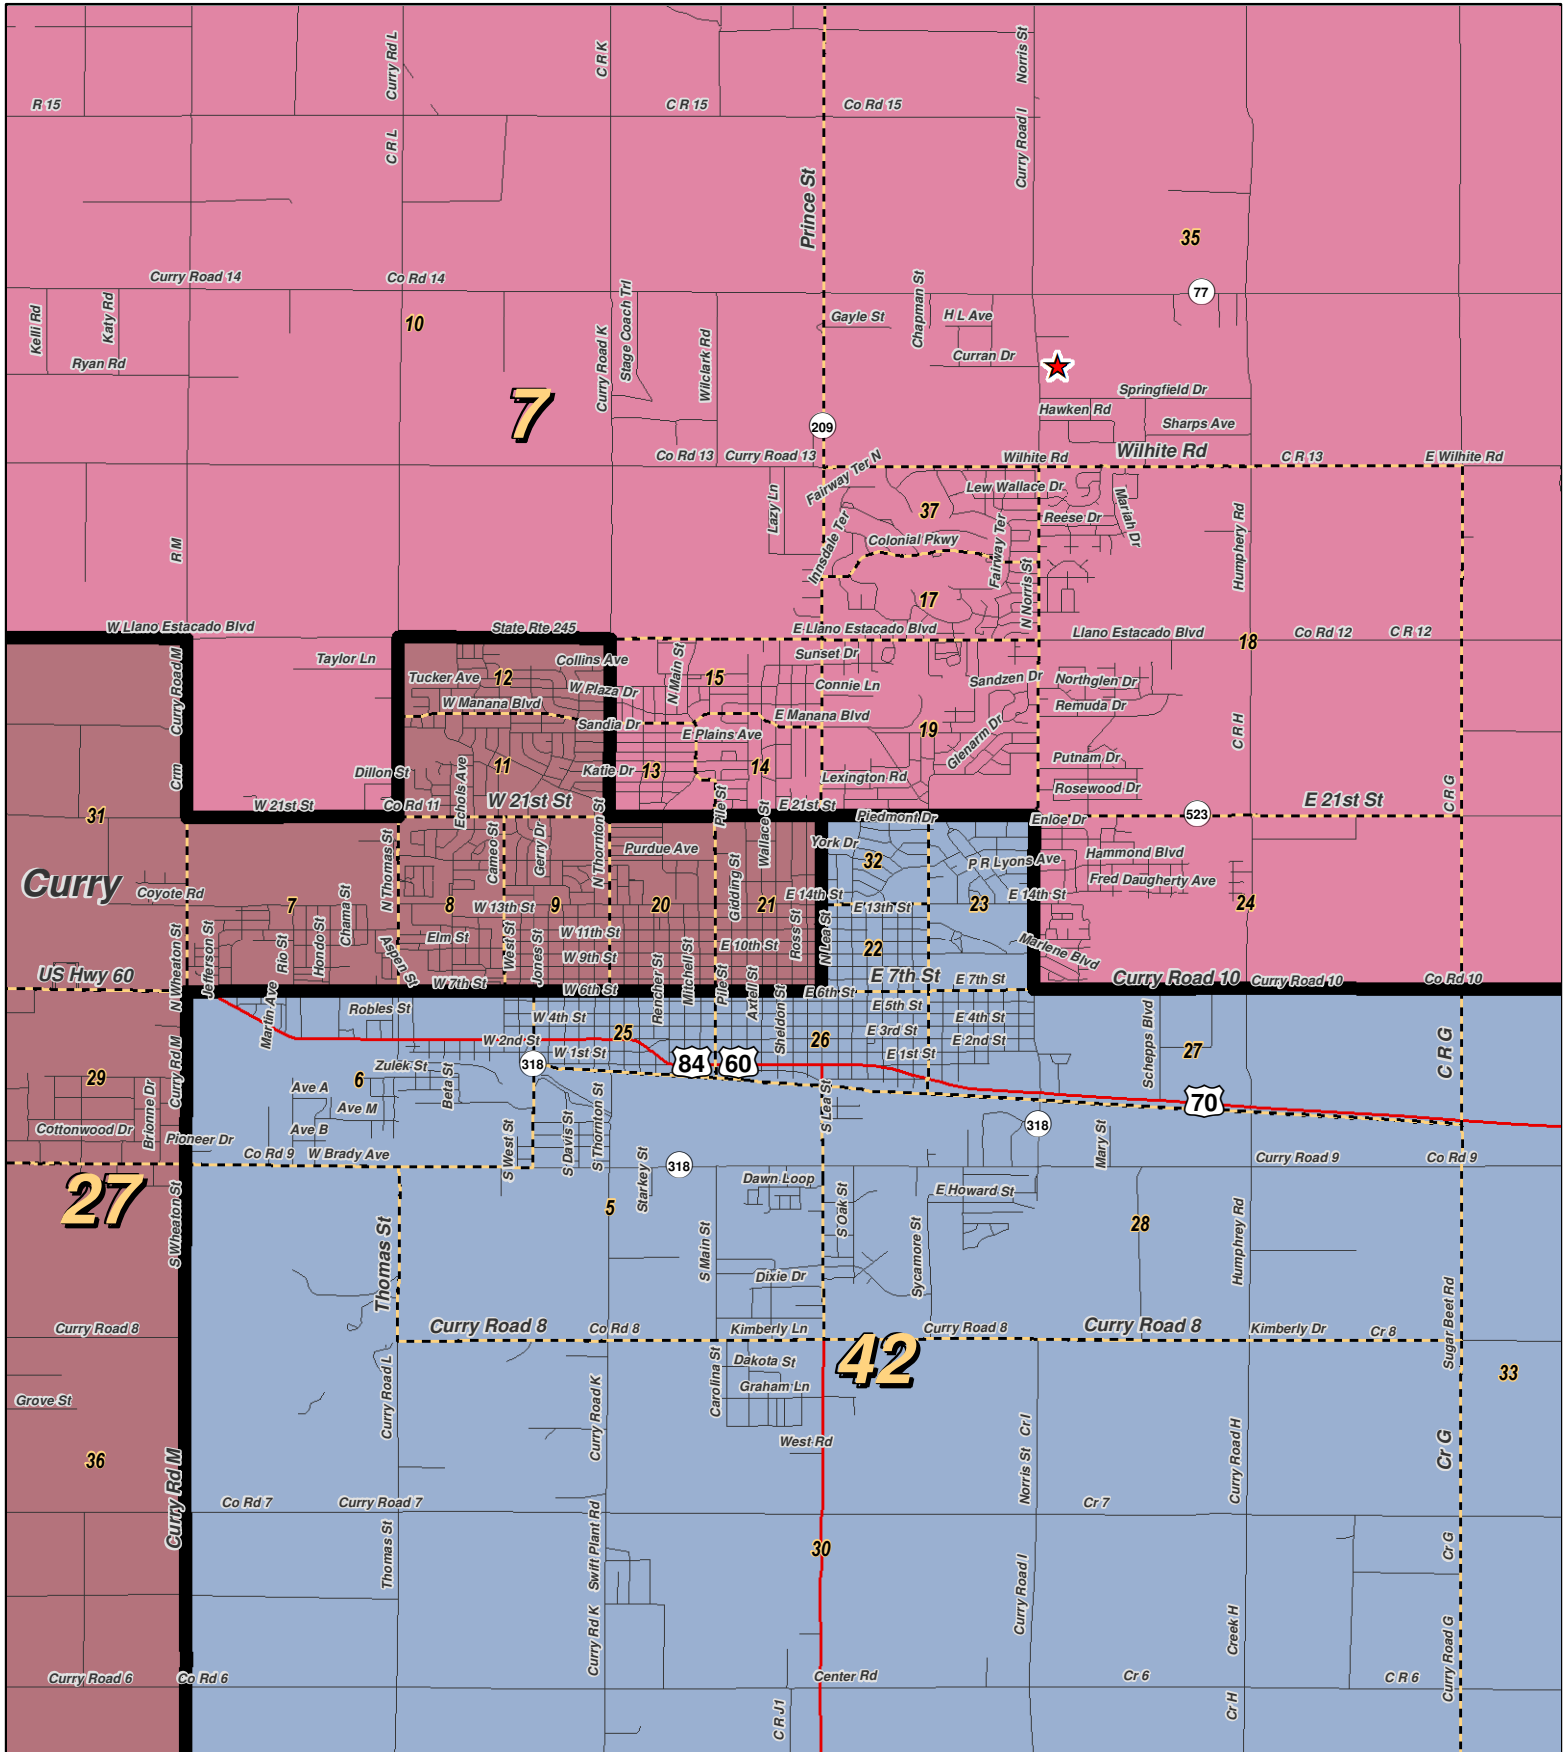 Curry Rd L
C R K
Norris St
R 15
C R 15
Co Rd 15
C R L
Curry Road I
Prince St
35
Curry Road 14
Co Rd 14
77
Kelli Rd
Katy Rd
10
Stage Coach Trl
Gayle St
Chapman St
H L Ave
Ryan Rd
Curry Road K
Wilclark Rd
Curran Dr
7
Springfield Dr
Hawken Rd
Sharps Ave
209
Co Rd 13
Curry Road 13
Fairway Ter N
Wilhite Rd
Wilhite Rd
C R 13
E Wilhite Rd
Lazy Ln
Lew Wallace Dr
37
Reese Dr
Mariah Dr
R M
Innsdale Ter
Colonial Pkwy
Fairway Ter
Humphery Rd
17
N Norris St
W Llano Estacado Blvd
State Rte 245
E Llano Estacado Blvd
Llano Estacado Blvd
18
Co Rd 12
C R 12
Curry Road M
Taylor Ln
Collins Ave
Sunset Dr
Tucker Ave
12
W Plaza Dr
N Main St
15
Connie Ln
Sandzen Dr
Northglen Dr
W Manana Blvd
Sandia Dr
E Manana Blvd
Remuda Dr
E Plains Ave
19
Glenarm Dr
C R H
Crm
Dillon St
11
Katie Dr
13
14
Lexington Rd
Putnam Dr
Rosewood Dr
C R G
Echols Ave
W 21st St
Co Rd 11
W 21st St
Pile St
Wallace St
E 21st St
E 21st St
31
Piedmont Dr
Enloe Dr
523
N Thomas St
Cameo St
Gerry Dr
N Thornton St
Purdue Ave
York Dr
32
P R Lyons Ave
Hammond Blvd
Curry
Coyote Rd
Gidding St
E 14th St
E 14th St
Fred Daugherty Ave
7
Chama St
8
W 13th St
9
20
21
E 13th St
23
24
N Wheaton St
Jefferson St
Rio St
Hondo St
Elm St
Aspen St
West St
Jones St
W 11th St
W 9th St
Rencher St
Mitchell St
E 10th St
Ross St
N Lea St
22
Marlene Blvd
US Hwy 60
W 7th St
W 6th St
Pile St
Axtell St
Sheldon St
E 6th St
E 7th St
E 7th St
Curry Road 10
Curry Road 10
Co Rd 10
Martin Ave
Robles St
W 4th St
25
E 5th St
E 4th St
W 2nd St
W 1st St
E 3rd St
E 2nd St
26
E 1st St
27
Schepps Blvd
C R G
318
84
60
70
29
Curry Rd M
6
Zulek St
Beta St
Ave A
Ave M
Ave B
Cottonwood Dr
Briome Dr
Pioneer Dr
S Lea St
318
Mary St
Co Rd 9
W Brady Ave
S West St
S Davis St
S Thornton St
Starkey St
318
Curry Road 9
Co Rd 9
27
S Wheaton St
Thomas St
5
Dawn Loop
S Oak St
E Howard St
28
Humphrey Rd
S Main St
Sycamore St
Dixie Dr
Sugar Beet Rd
Curry Road 8
Curry Road 8
Co Rd 8
Kimberly Ln
Curry Road 8
Curry Road 8
Kimberly Dr
Cr 8
42
33
Curry Road L
Carolina St
Dakota St
Graham Ln
Grove St
Curry Road K
West Rd
Norris St
Cr I
Curry Road H
Cr G
36
Curry Rd M
Co Rd 7
Curry Road 7
Cr 7
Thomas St
Swift Plant Rd
30
Cr G
Curry Road I
Curry Rd K
Creek H
Curry Road G
Curry Road 6
Co Rd 6
Center Rd
Cr 6
C R 6
C R J1
Cr H